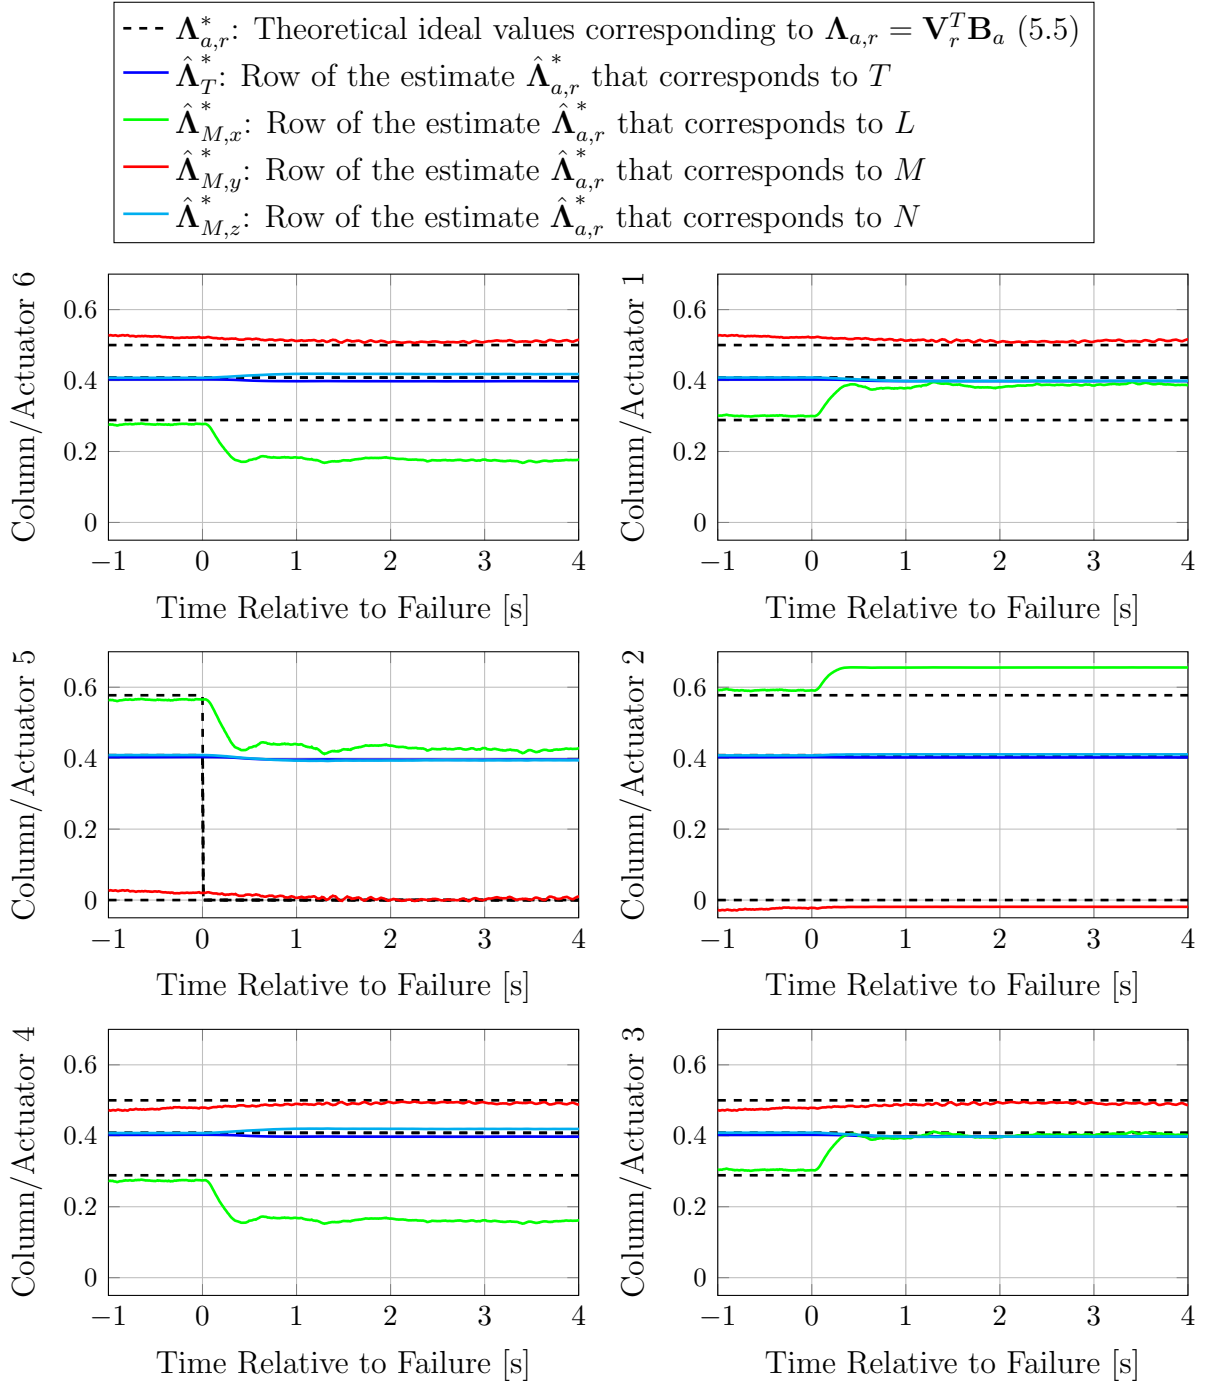 Λ*a,r: Theoretical ideal values corresponding to Λa,r = V_r^T B_a (5.5)
Λ̂*T: Row of the estimate Λ̂*a,r that corresponds to T
Λ̂*M,x: Row of the estimate Λ̂*a,r that corresponds to L
Λ̂*M,y: Row of the estimate Λ̂*a,r that corresponds to M
Λ̂*M,z: Row of the estimate Λ̂*a,r that corresponds to N
Column/Actuator 6
0.6
0.4
0.2
0
−1 0 1 2 3 4
Time Relative to Failure [s]
Column/Actuator 1
0.6
0.4
0.2
0
−1 0 1 2 3 4
Time Relative to Failure [s]
Column/Actuator 5
0.6
0.4
0.2
0
−1 0 1 2 3 4
Time Relative to Failure [s]
Column/Actuator 2
0.6
0.4
0.2
0
−1 0 1 2 3 4
Time Relative to Failure [s]
Column/Actuator 4
0.6
0.4
0.2
0
−1 0 1 2 3 4
Time Relative to Failure [s]
Column/Actuator 3
0.6
0.4
0.2
0
−1 0 1 2 3 4
Time Relative to Failure [s]